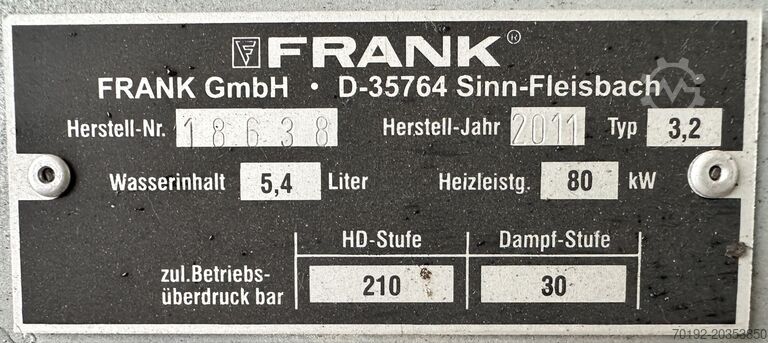 FRANK®
FRANK GmbH • D-35764 Sinn-Fleisbach
Herstell-Nr. 18638 Herstell-Jahr 2011 Typ 3,2
Wasserinhalt 5,4 Liter Heizleistg. 80 kW
HD-Stufe Dampf-Stufe
zul.Betriebs-
überdruck bar 210 30
70192-20353850